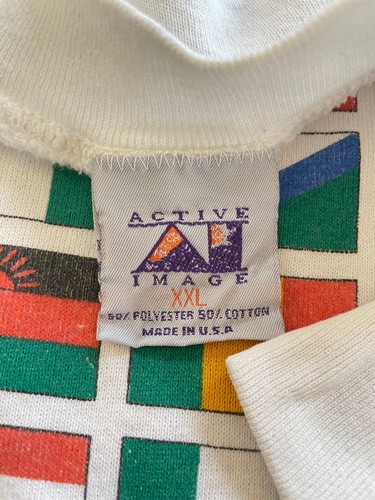 ACTIVE
AI
IMAGE
XXL
50% POLYESTER 50% COTTON
MADE IN U.S.A